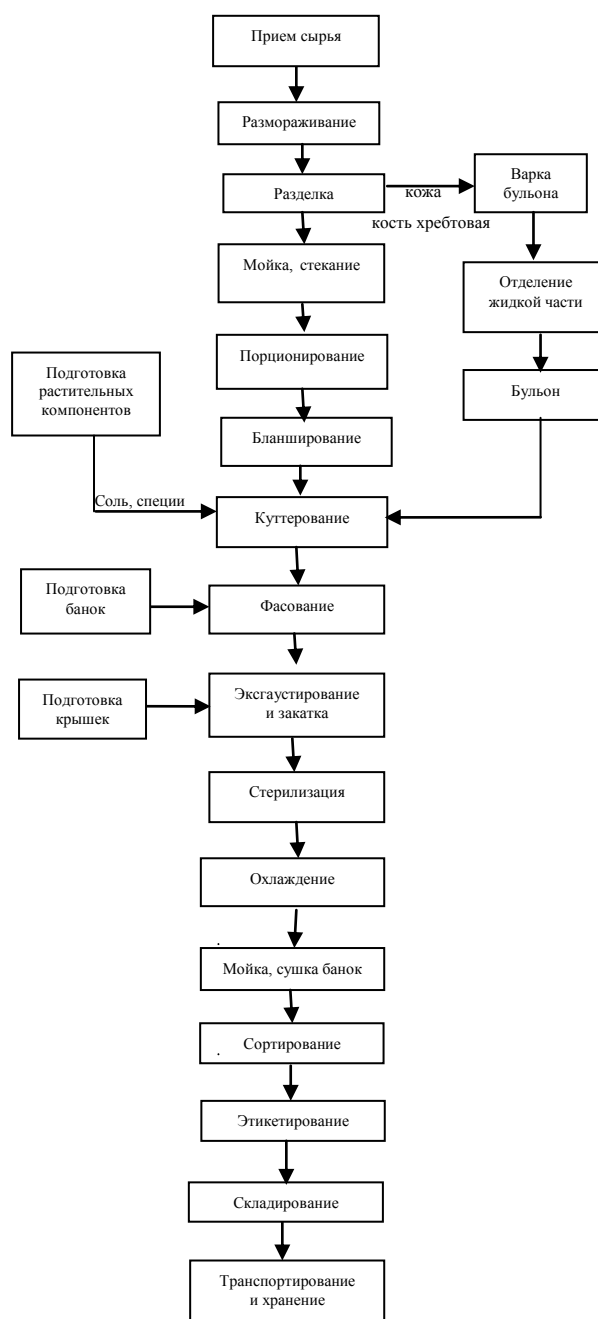 Прием сырья
Размораживание
Разделка
кожа
кость хребтовая
Варка
бульона
Мойка, стекание
Отделение
жидкой части
Порционирование
Подготовка
растительных
компонентов
Бульон
Бланширование
Соль, специи
Куттерование
Подготовка
банок
Фасование
Подготовка
крышек
Эксгаустирование
и закатка
Стерилизация
Охлаждение
Мойка, сушка банок
Сортирование
Этикетирование
Складирование
Транспортирование
и хранение